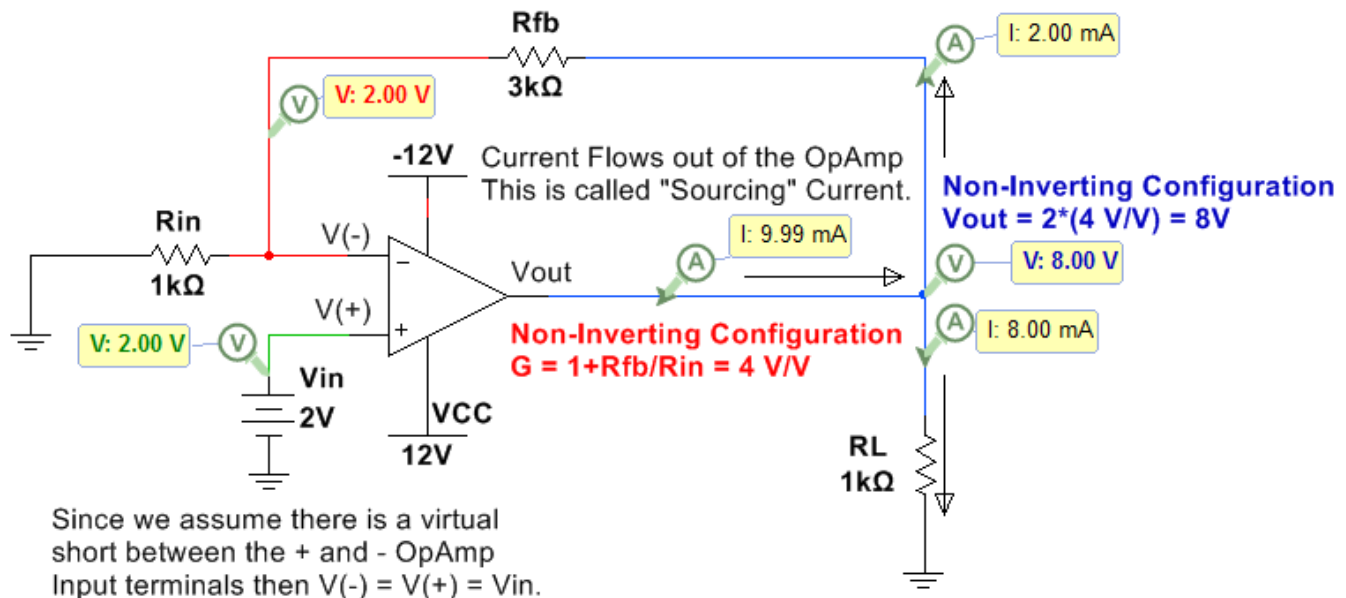 Rfb
3kΩ
I: 2.00 mA
A
V
V: 2.00 V
-12V
Current Flows out of the OpAmp
This is called "Sourcing" Current.
Non-Inverting Configuration
Vout = 2*(4 V/V) = 8V
Rin
1kΩ
V(-)
−
I: 9.99 mA
A
Vout
V
V: 8.00 V
V(+)
+
A
I: 8.00 mA
Non-Inverting Configuration
G = 1+Rfb/Rin = 4 V/V
V: 2.00 V
V
Vin
2V
VCC
12V
RL
1kΩ
Since we assume there is a virtual
short between the + and - OpAmp
Input terminals then V(-) = V(+) = Vin.